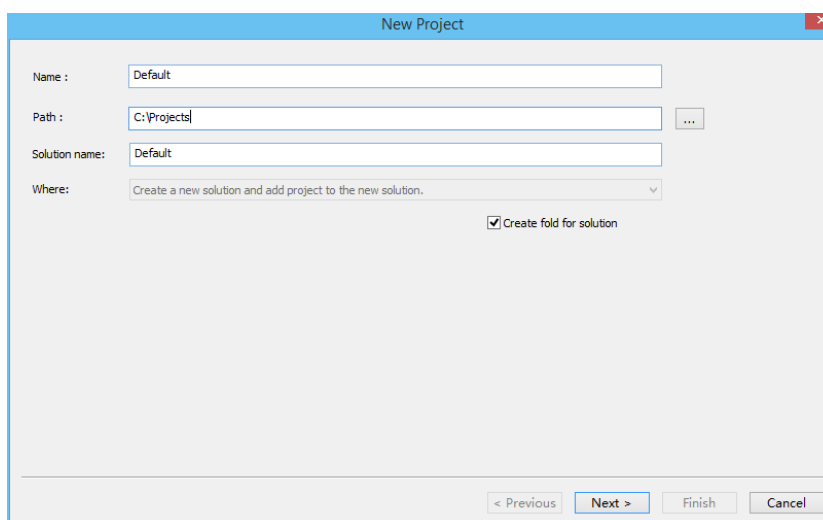 New Project
Name : Default
Path : C:\Projects ...
Solution name: Default
Where: Create a new solution and add project to the new solution.
Create fold for solution
< Previous Next > Finish Cancel